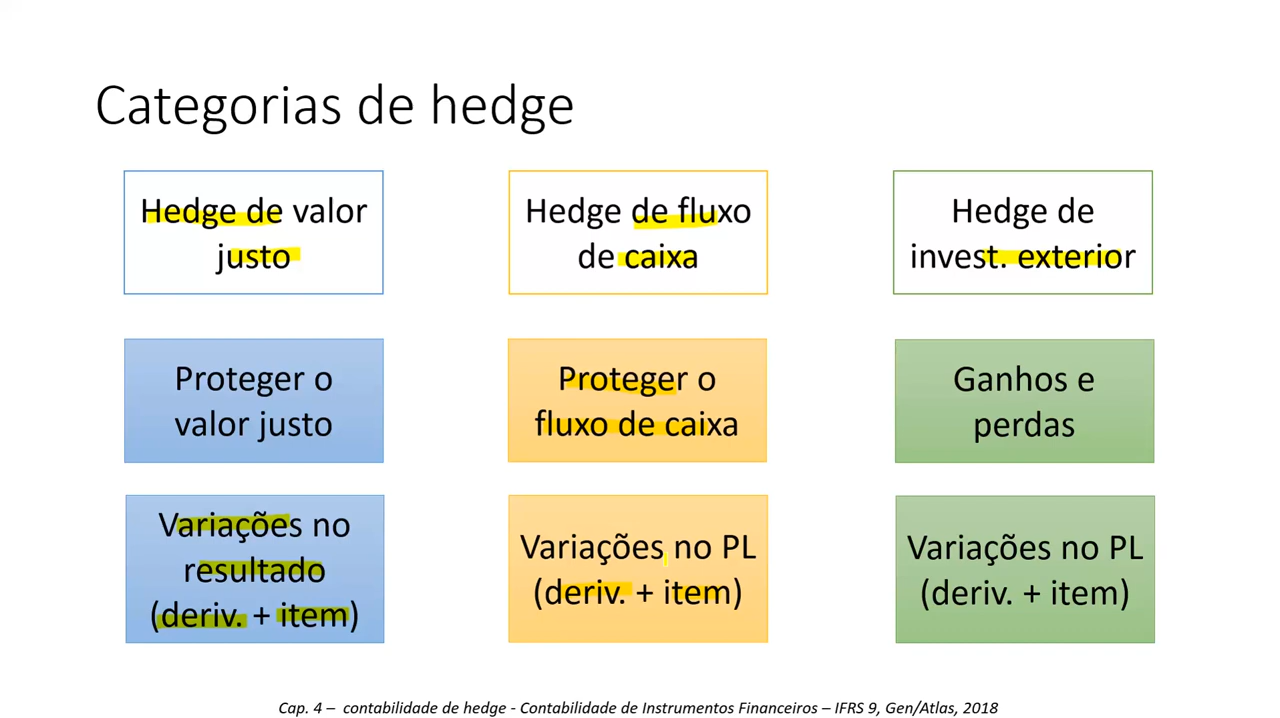 Categorias de hedge
Hedge de valor
justo
Hedge de fluxo
de caixa
Hedge de
invest. exterior
Proteger o
valor justo
Proteger o
fluxo de caixa
Ganhos e
perdas
Variações no
resultado
(deriv. + item)
Variações no PL
(deriv. + item)
Variações no PL
(deriv. + item)
Cap. 4 – contabilidade de hedge - Contabilidade de Instrumentos Financeiros – IFRS 9, Gen/Atlas, 2018